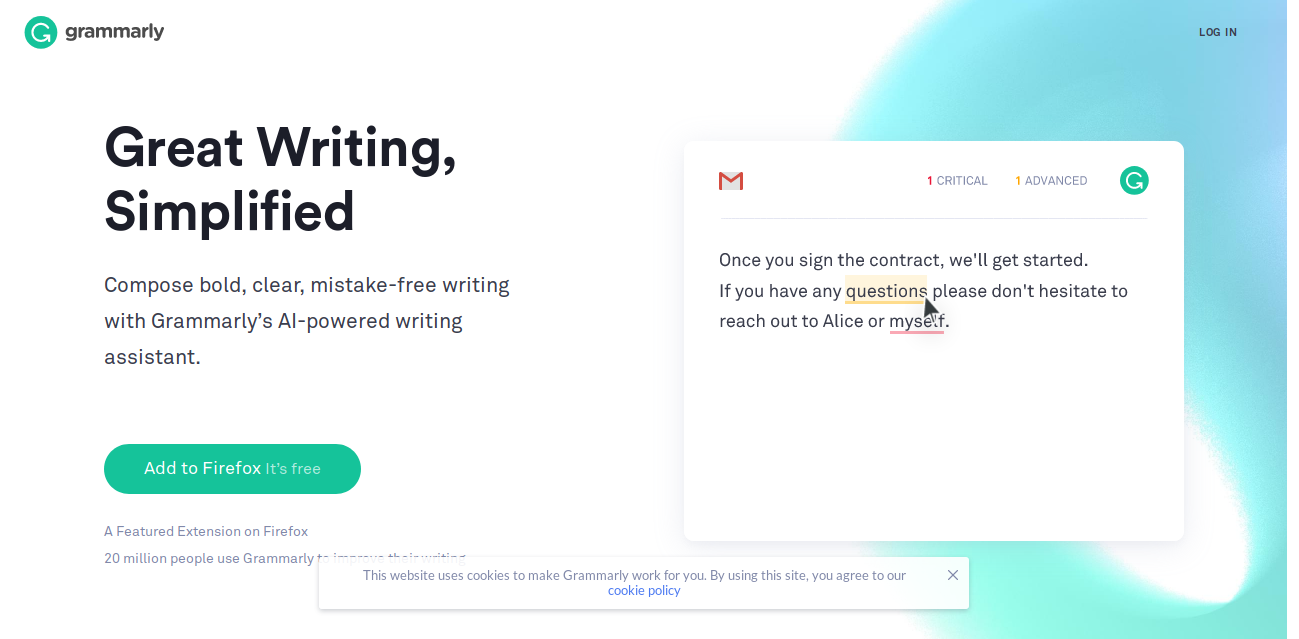 grammarly
LOG IN
Great Writing,
Simplified
Compose bold, clear, mistake-free writing
with Grammarly’s AI-powered writing
assistant.
Add to Firefox It’s free
A Featured Extension on Firefox
20 million people use Grammarly to improve their writing
1 CRITICAL 1 ADVANCED
Once you sign the contract, we'll get started.
If you have any questions please don't hesitate to
reach out to Alice or myself.
This website uses cookies to make Grammarly work for you. By using this site, you agree to our
cookie policy